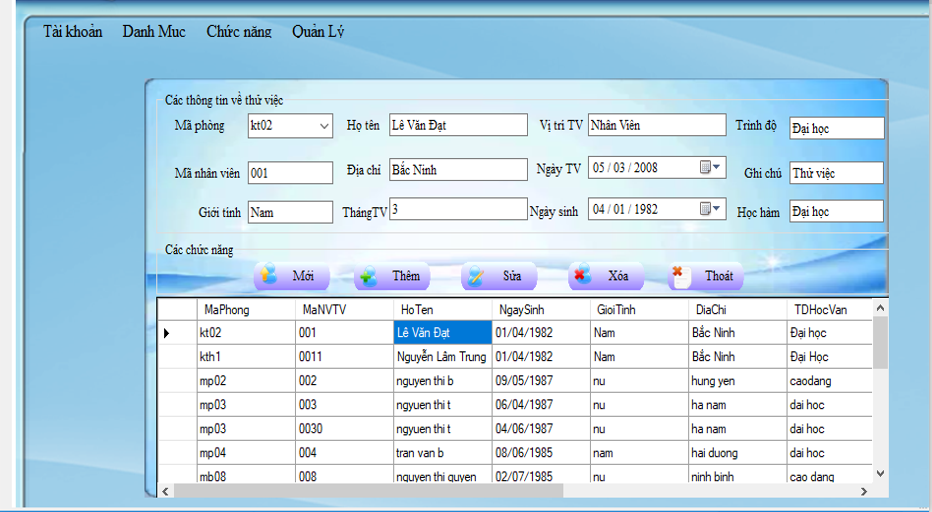 Tài khoản Danh Muc Chức năng Quản Lý
Các thông tin về thử việc
Mã phòng kt02 Họ tên Lê Văn Đạt Vị trí TV Nhân Viên Trình độ Đại học
Mã nhân viên 001 Địa chỉ Bắc Ninh Ngày TV 05 / 03 / 2008 Ghi chú Thử việc
Giới tính Nam ThángTV 3 Ngày sinh 04 / 01 / 1982 Học hàm Đại học
Các chức năng
Mới Thêm Sửa Xóa Thoát
MaPhong MaNVTV HoTen NgaySinh GioiTinh DiaChi TDHocVan
kt02 001 Lê Văn Đạt 01/04/1982 Nam Bắc Ninh Đại học
kth1 0011 Nguyễn Lâm Trung 01/04/1982 Nam Bắc Ninh Đại Học
mp02 002 nguyen thi b 09/05/1987 nu hung yen caodang
mp03 003 ngyuen thi t 06/04/1987 nu ha nam dai hoc
mp03 0030 ngyuen thi t 04/06/1987 nu ha nam dai hoc
mp04 004 tran van b 08/06/1985 nam hai duong dai hoc
mb08 008 nguyen thi quyen 02/07/1985 nu ninh binh cao dang